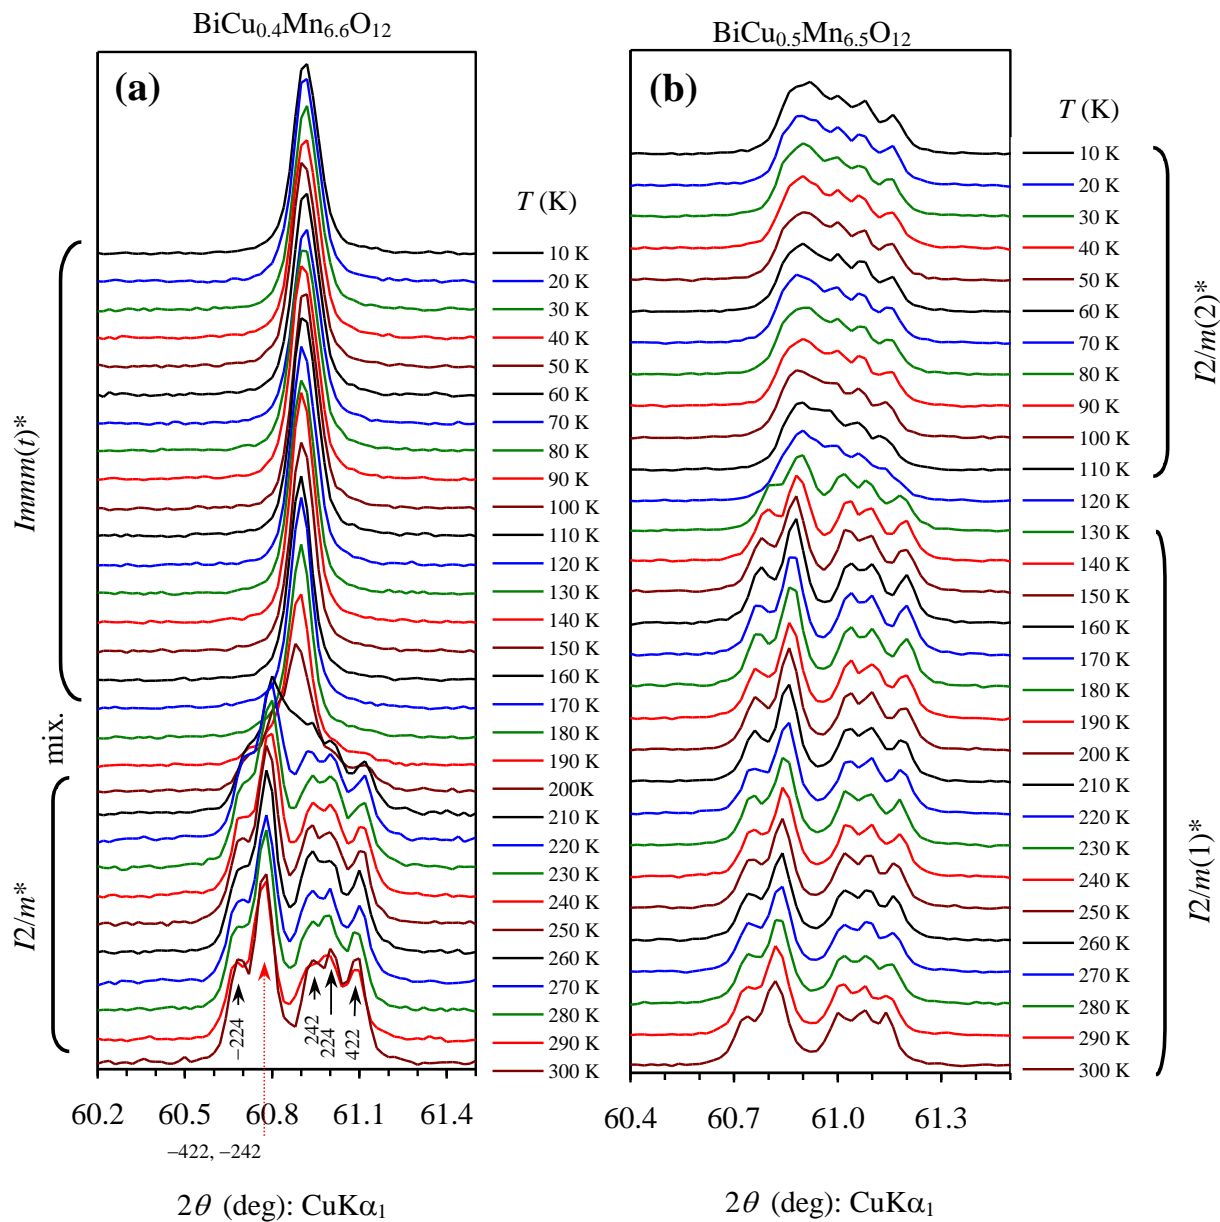 BiCu₀.₄Mn₆.₆O₁₂
(a)
T (K)
10 K
20 K
30 K
40 K
50 K
60 K
70 K
80 K
90 K
100 K
110 K
120 K
130 K
140 K
150 K
160 K
170 K
180 K
190 K
200K
210 K
220 K
230 K
240 K
250 K
260 K
270 K
280 K
290 K
300 K
Immm(t)*
mix.
I2/m*
−224
242
224
422
60.2 60.5 60.8 61.1 61.4
−422, −242
2θ (deg): CuKα₁
BiCu₀.₅Mn₆.₅O₁₂
(b)
T (K)
10 K
20 K
30 K
40 K
50 K
60 K
70 K
80 K
90 K
100 K
110 K
120 K
130 K
140 K
150 K
160 K
170 K
180 K
190 K
200 K
210 K
220 K
230 K
240 K
250 K
260 K
270 K
280 K
290 K
300 K
I2/m(2)*
I2/m(1)*
60.4 60.7 61.0 61.3
2θ (deg): CuKα₁